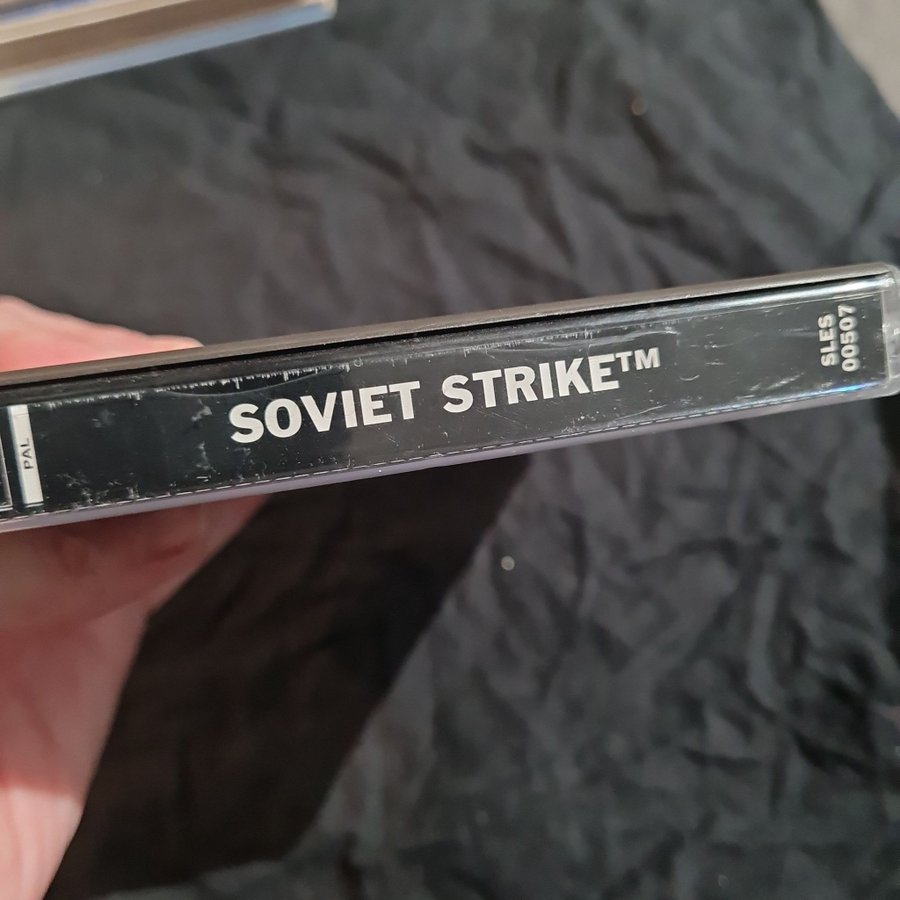 PAL
SOVIET STRIKE™
SLES
00507